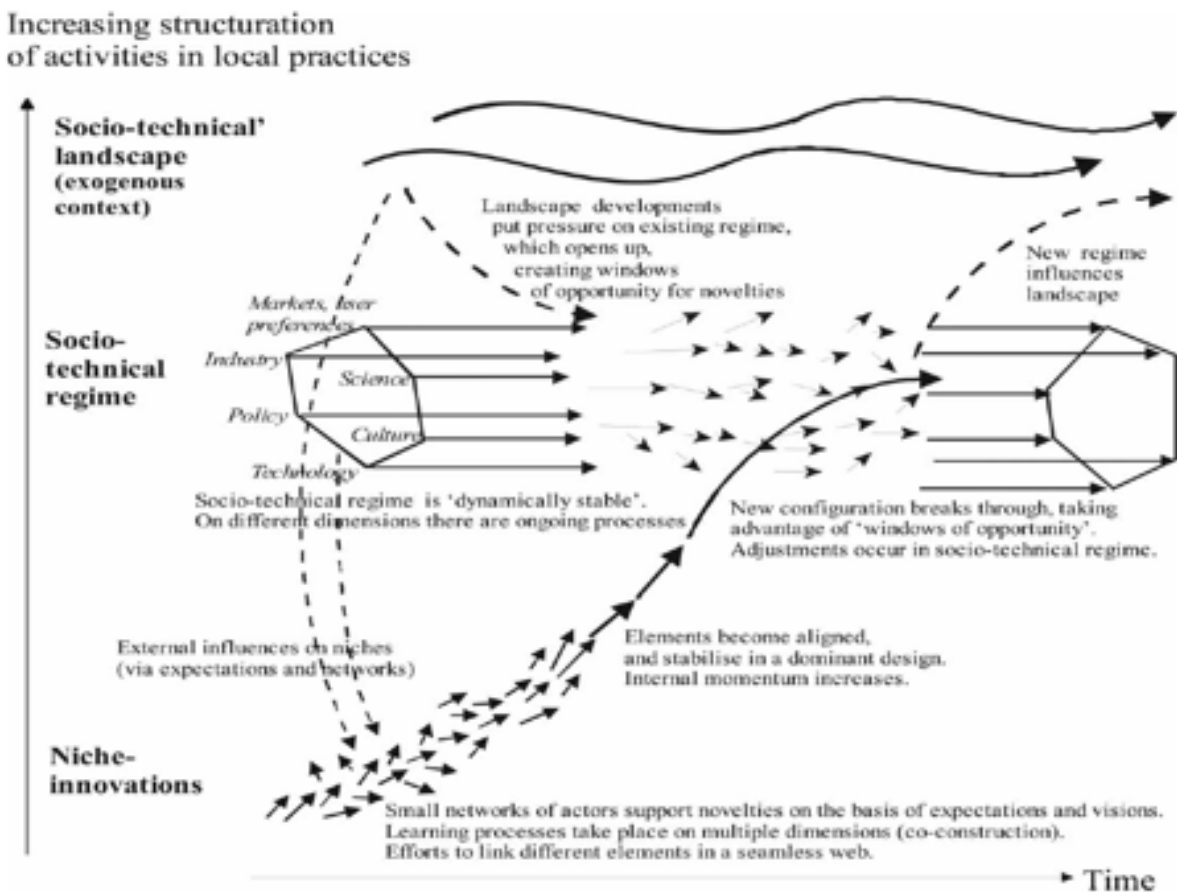 Increasing structuration
of activities in local practices
Socio-technical’
landscape
(exogenous
context)
Landscape developments
put pressure on existing regime,
which opens up,
creating windows
of opportunity for novelties
New regime
influences
landscape
Markets, user
preferences
Socio-
technical
regime
Industry
Science
Policy
Culture
Technology
Socio-technical regime is ‘dynamically stable’.
On different dimensions there are ongoing processes
New configuration breaks through, taking
advantage of ‘windows of opportunity’.
Adjustments occur in socio-technical regime.
External influences on niches
(via expectations and networks)
Elements become aligned,
and stabilise in a dominant design.
Internal momentum increases.
Niche-
innovations
Small networks of actors support novelties on the basis of expectations and visions.
Learning processes take place on multiple dimensions (co-construction).
Efforts to link different elements in a seamless web.
Time